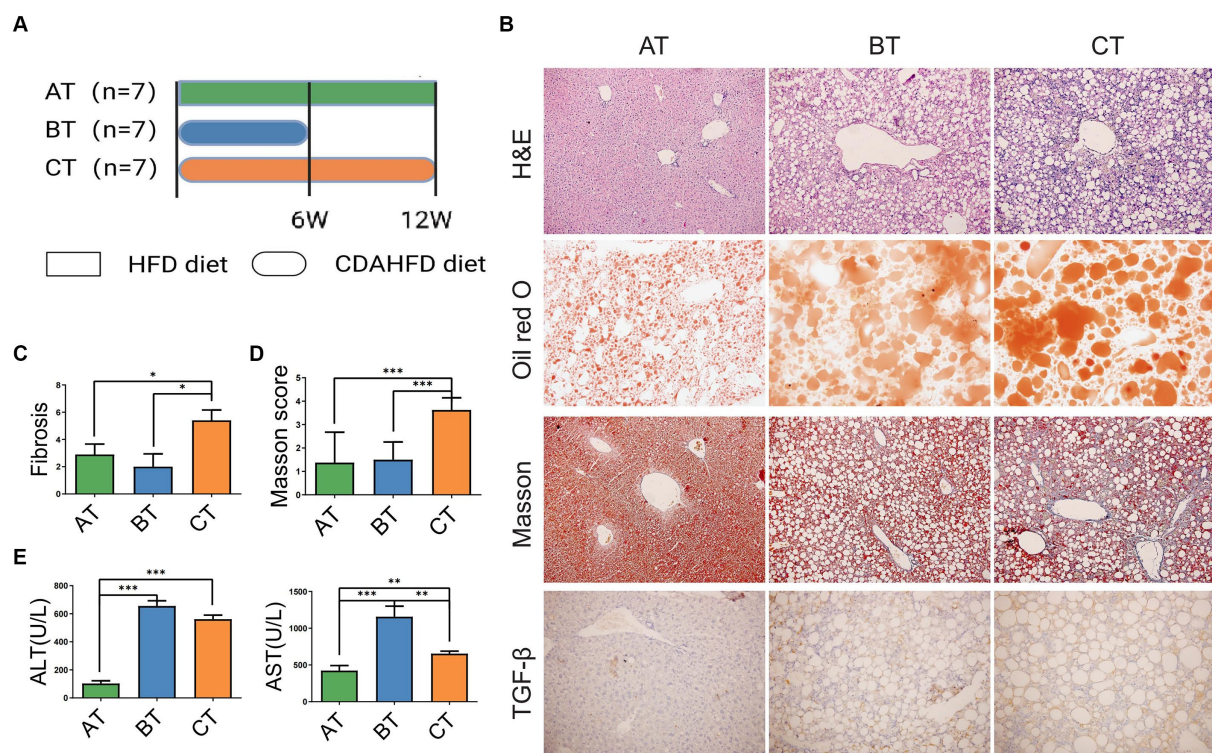 A
AT (n=7)
BT (n=7)
CT (n=7)
6W 12W
HFD diet CDAHFD diet
B
AT BT CT
H&E
Oil red O
Masson
TGF-β
C
Fibrosis
8
6
4
2
0
* 
*
AT BT CT
D
Masson score
5
4
3
2
1
0
***
***
AT BT CT
E
ALT(U/L)
800
600
400
200
0
***
***
AT BT CT
AST(U/L)
1500
1000
500
0
**
*** **
AT BT CT